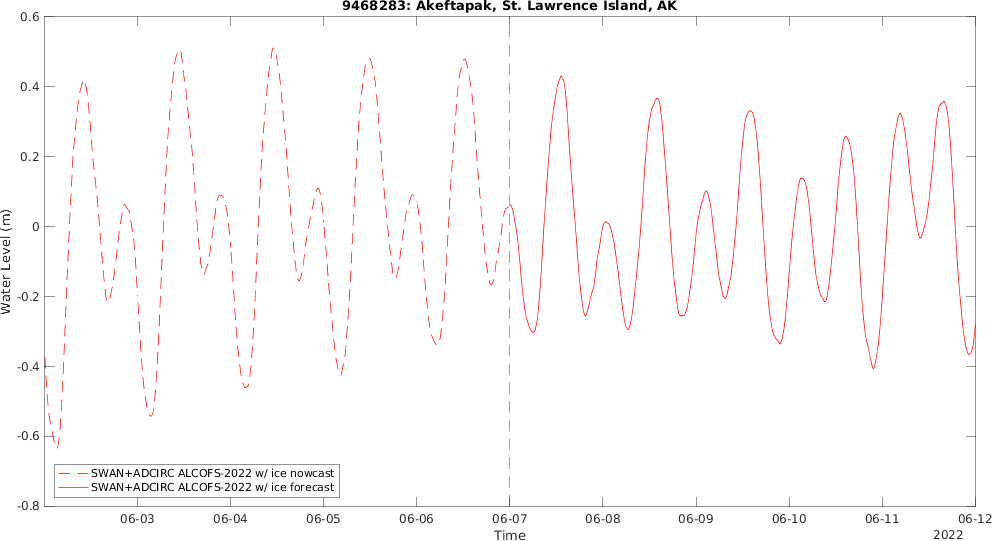 9468283: Akeftapak, St. Lawrence Island, AK
0.6
0.4
0.2
0
-0.2
-0.4
-0.6
-0.8
Water Level (m)
SWAN+ADCIRC ALCOFS-2022 w/ ice nowcast
SWAN+ADCIRC ALCOFS-2022 w/ ice forecast
06-03 06-04 06-05 06-06 06-07 06-08 06-09 06-10 06-11 06-12
Time
2022